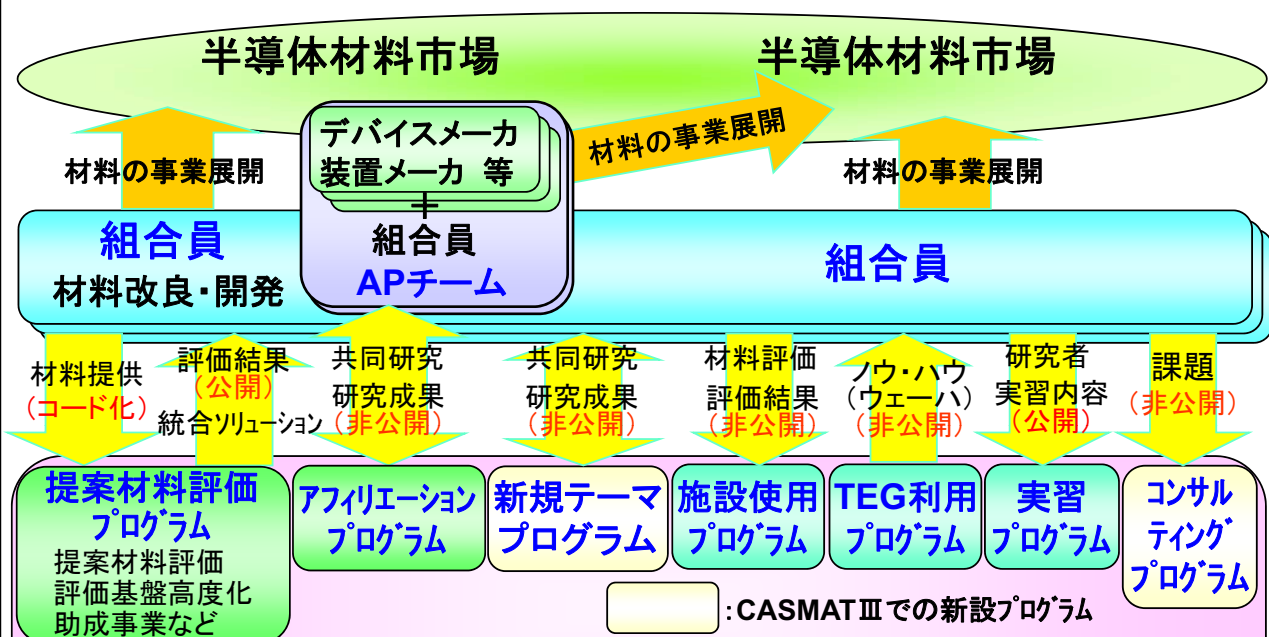 半導体材料市場
半導体材料市場
デバイスメーカ
装置メーカ 等
+
組合員
APチーム
材料の事業展開
材料の事業展開
材料の事業展開
組合員
材料改良・開発
組合員
材料提供
(コード化)
評価結果
(公開)
統合ソリューション
共同研究
研究成果
(非公開)
共同研究
研究成果
(非公開)
材料評価
評価結果
(非公開)
ノウ・ハウ
(ウェーハ)
(非公開)
研究者
実習内容
(公開)
課題
(非公開)
提案材料評価
プログラム
提案材料評価
評価基盤高度化
助成事業など
アフィリエーション
プログラム
新規テーマ
プログラム
施設使用
プログラム
TEG利用
プログラム
実習
プログラム
コンサル
ティング
プログラム
:CASMATⅢでの新設プログラム